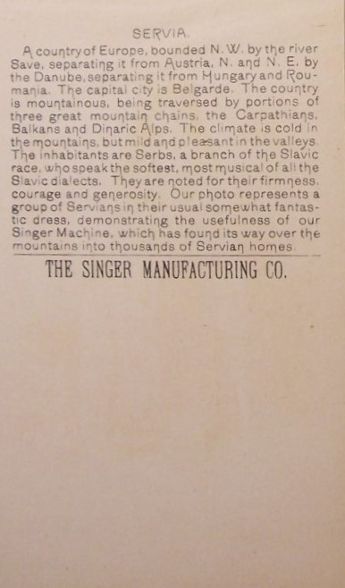 SERVIA.
A country of Europe, bounded N. W. by the river
Save, separating it from Austria, N. and N. E. by
the Danube, separating it from Hungary and Rou-
mania. The capital city is Belgarde. The country
is mountainous, being traversed by portions of
three great mountain chains, the Carpathians,
Balkans and Dinaric Alps. The climate is cold in
the mountains, but mild and pleasant in the valleys.
The inhabitants are Serbs, a branch of the Slavic
race, who speak the softest, most musical of all the
Slavic dialects. They are noted for their firmness,
courage and generosity. Our photo represents a
group of Servians in their usual somewhat fantas-
tic dress, demonstrating the usefulness of our
Singer Machine, which has found its way over the
mountains into thousands of Servian homes.
THE SINGER MANUFACTURING CO.